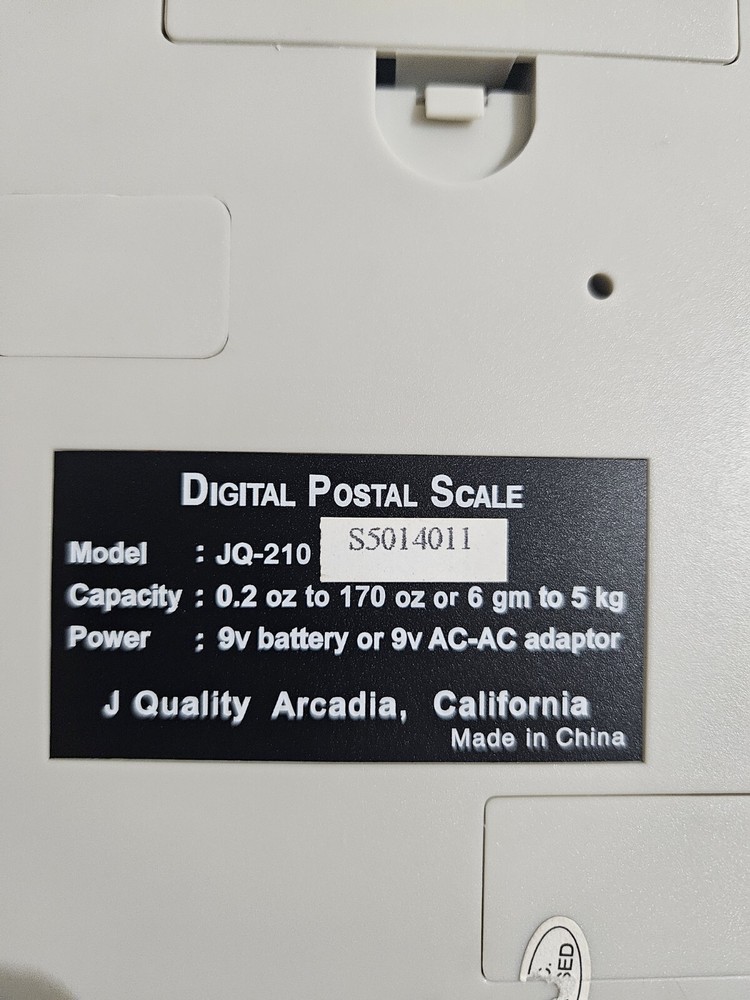 DIGITAL POSTAL SCALE
Model : JQ-210 S5014011
Capacity : 0.2 oz to 170 oz or 6 gm to 5 kg
Power : 9v battery or 9v AC-AC adaptor
J Quality Arcadia, California
Made in China